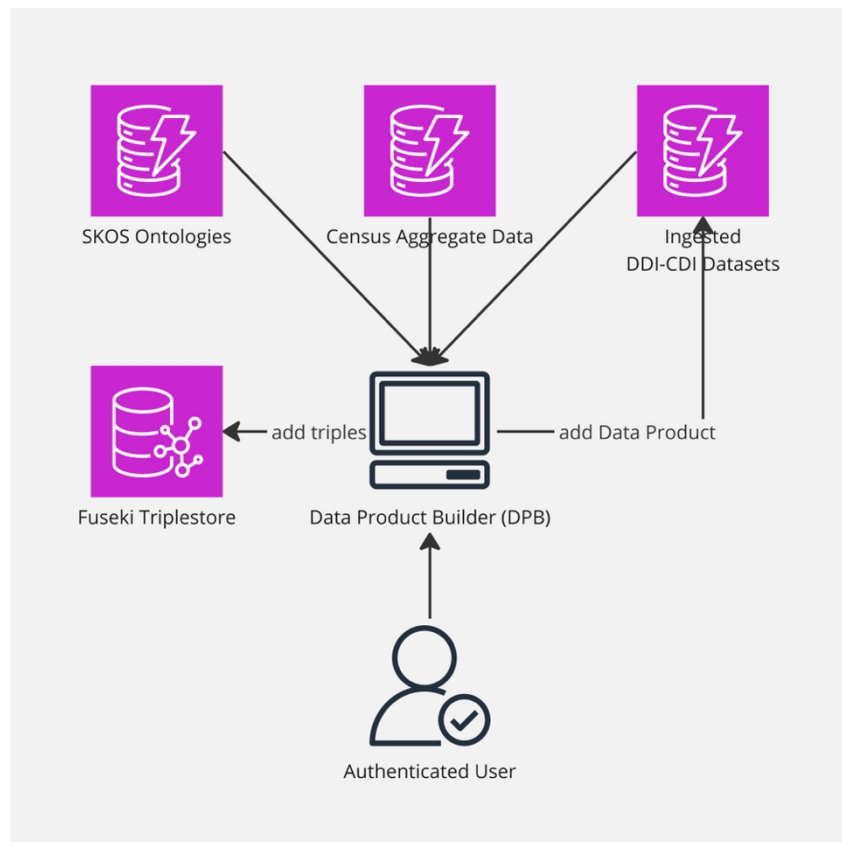 SKOS Ontologies
Census Aggregate Data
Ingested
DDI-CDI Datasets
add triples
add Data Product
Fuseki Triplestore
Data Product Builder (DPB)
Authenticated User